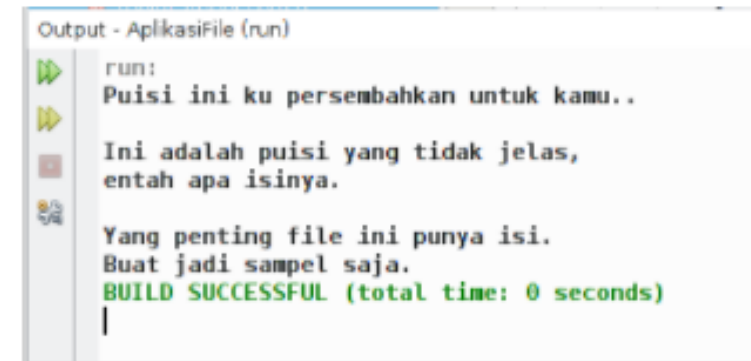 Output - AplikasiFile (run)
run:
Puisi ini ku persembahkan untuk kamu..
Ini adalah puisi yang tidak jelas,
entah apa isinya.
Yang penting file ini punya isi.
Buat jadi sampel saja.
BUILD SUCCESSFUL (total time: 0 seconds)